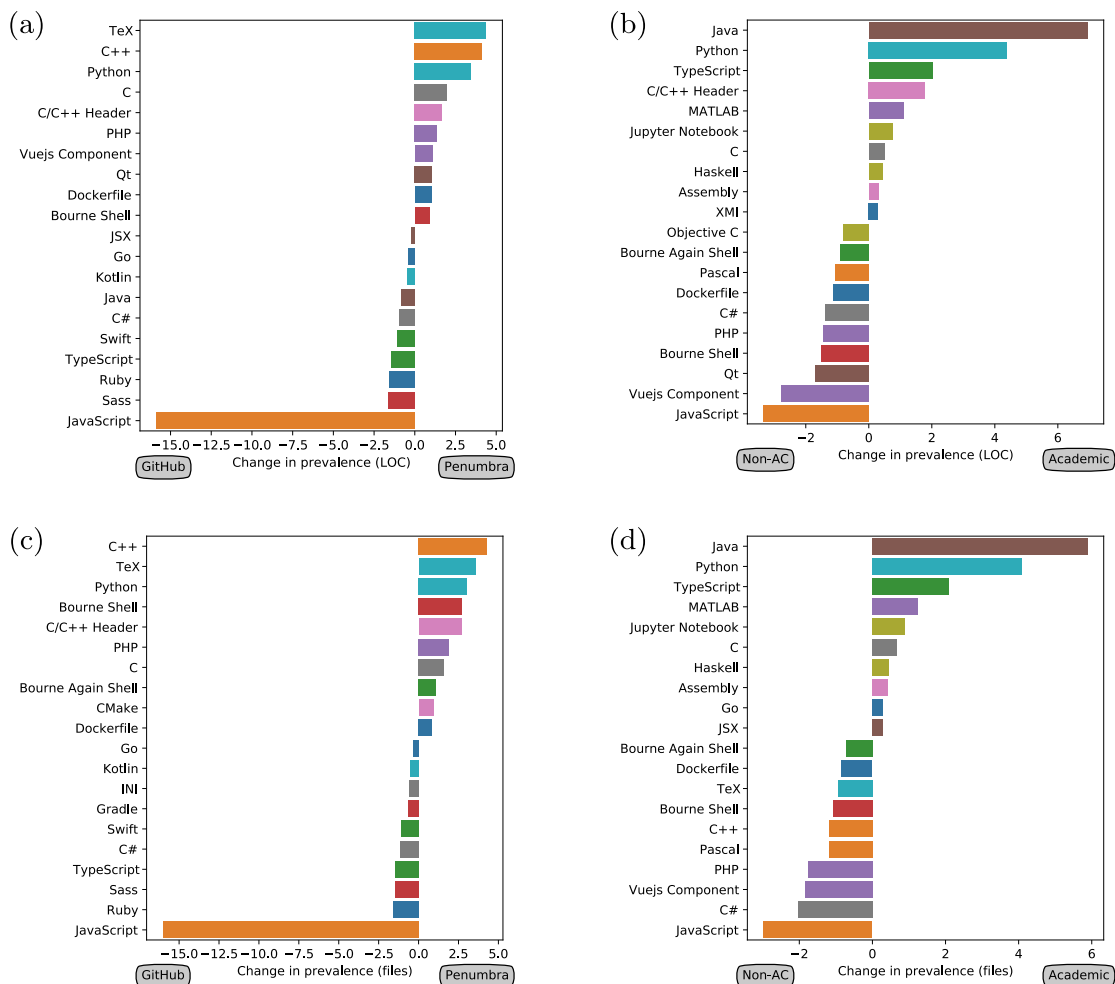 (a)
TeX
C++
Python
C
C/C++ Header
PHP
Vuejs Component
Qt
Dockerfile
Bourne Shell
JSX
Go
Kotlin
Java
C#
Swift
TypeScript
Ruby
Sass
JavaScript
−15.0 −12.5 −10.0 −7.5 −5.0 −2.5 0.0 2.5 5.0
Change in prevalence (LOC)
GitHub Penumbra
(b)
Java
Python
TypeScript
C/C++ Header
MATLAB
Jupyter Notebook
C
Haskell
Assembly
XMI
Objective C
Bourne Again Shell
Pascal
Dockerfile
C#
PHP
Bourne Shell
Qt
Vuejs Component
JavaScript
−2 0 2 4 6
Change in prevalence (LOC)
Non-AC Academic
(c)
C++
TeX
Python
Bourne Shell
C/C++ Header
PHP
C
Bourne Again Shell
CMake
Dockerfile
Go
Kotlin
INI
Gradle
Swift
C#
TypeScript
Sass
Ruby
JavaScript
−15.0 −12.5 −10.0 −7.5 −5.0 −2.5 0.0 2.5 5.0
Change in prevalence (files)
GitHub Penumbra
(d)
Java
Python
TypeScript
MATLAB
Jupyter Notebook
C
Haskell
Assembly
Go
JSX
Bourne Again Shell
Dockerfile
TeX
Bourne Shell
C++
Pascal
PHP
Vuejs Component
C#
JavaScript
−2 0 2 4 6
Change in prevalence (files)
Non-AC Academic